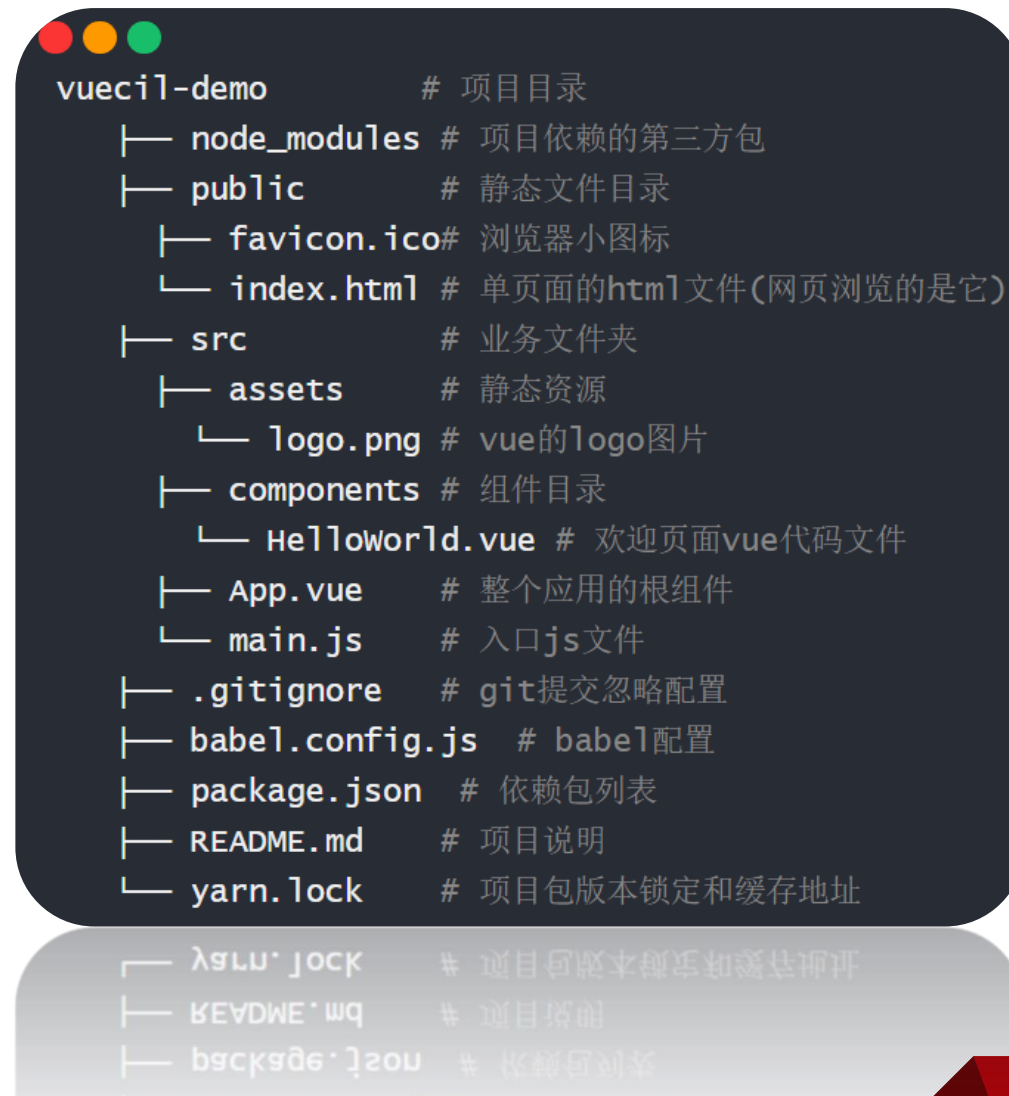 vuecil-demo # 项目目录
├── node_modules # 项目依赖的第三方包
├── public # 静态文件目录
├── favicon.ico# 浏览器小图标
└── index.html # 单页面的html文件(网页浏览的是它)
├── src # 业务文件夹
├── assets # 静态资源
└── logo.png # vue的logo图片
├── components # 组件目录
└── HelloWorld.vue # 欢迎页面vue代码文件
├── App.vue # 整个应用的根组件
└── main.js # 入口js文件
├── .gitignore # git提交忽略配置
├── babel.config.js # babel配置
├── package.json # 依赖包列表
├── README.md # 项目说明
└── yarn.lock # 项目包版本锁定和缓存地址